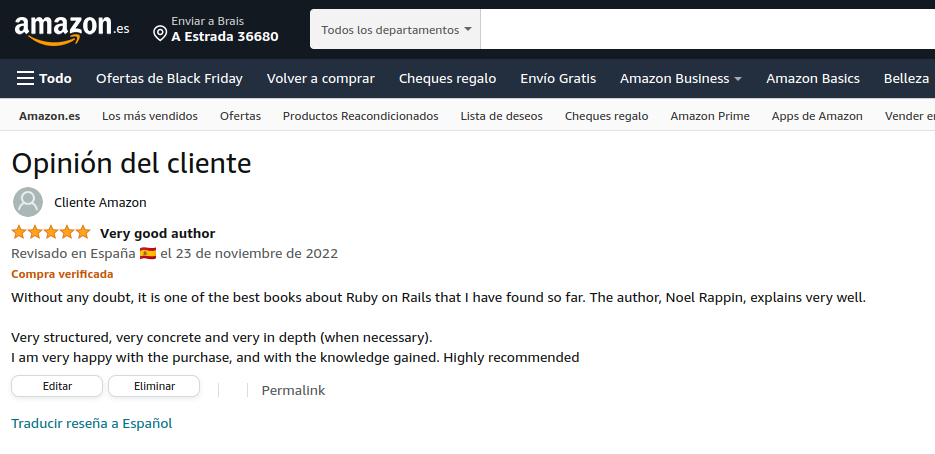 amazon.es
Enviar a Brais
A Estrada 36680
Todos los departamentos
Todo Ofertas de Black Friday Volver a comprar Cheques regalo Envío Gratis Amazon Business Amazon Basics Belleza
Amazon.es Los más vendidos Ofertas Productos Reacondicionados Lista de deseos Cheques regalo Amazon Prime Apps de Amazon Vender
Opinión del cliente
Cliente Amazon
Very good author
Revisado en España 🇪🇸 el 23 de noviembre de 2022
Compra verificada
Without any doubt, it is one of the best books about Ruby on Rails that I have found so far. The author, Noel Rappin, explains very well.
Very structured, very concrete and very in depth (when necessary).
I am very happy with the purchase, and with the knowledge gained. Highly recommended
Editar Eliminar Permalink
Traducir reseña a Español